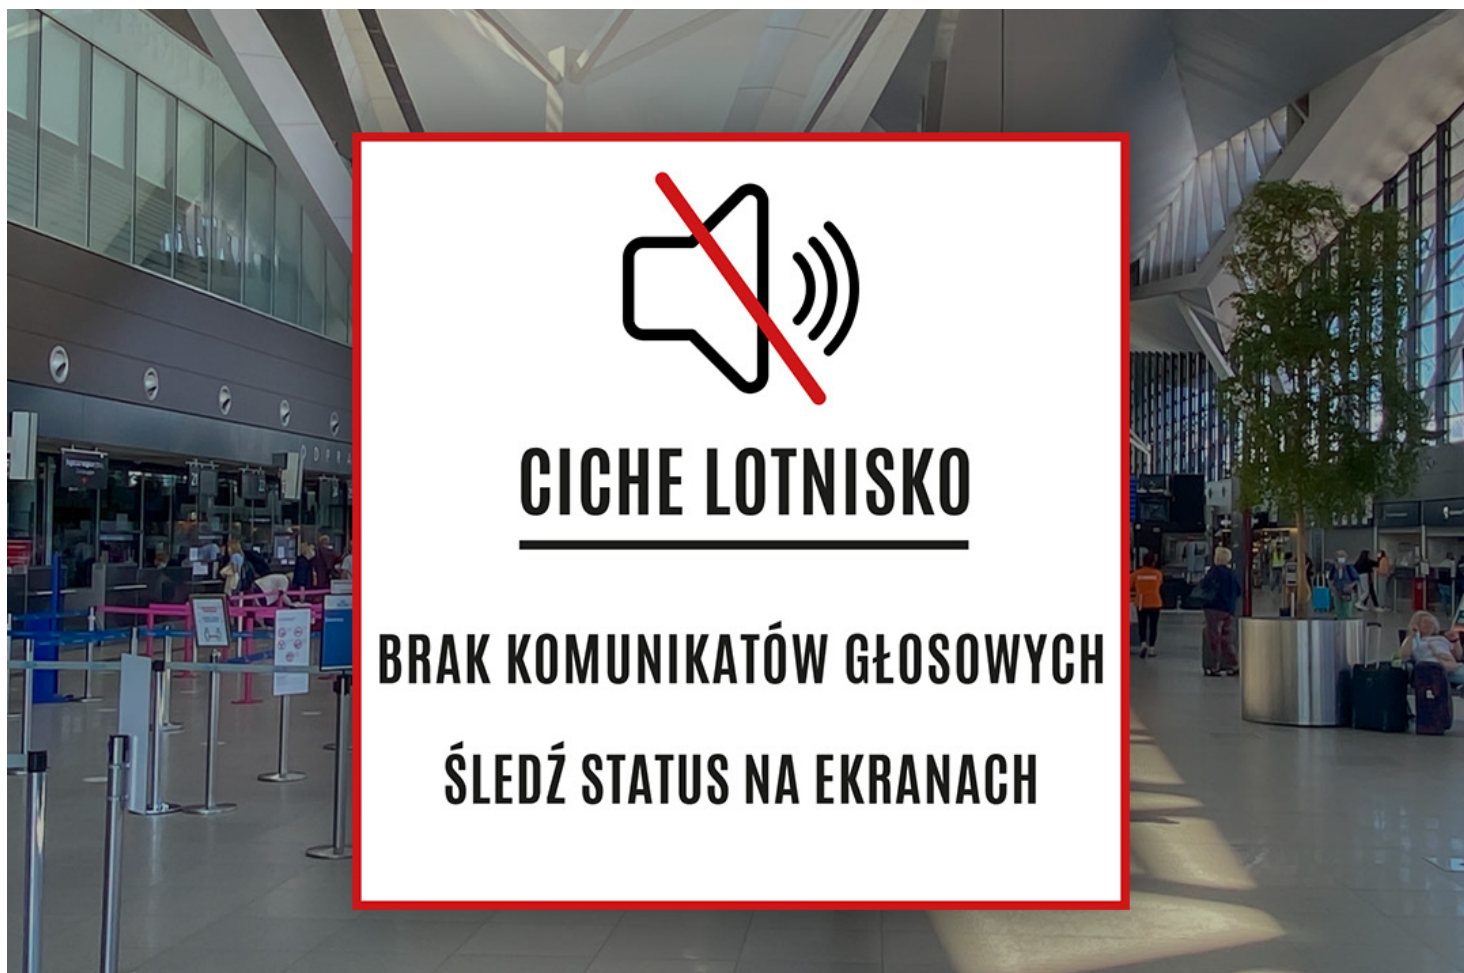 CICHE LOTNISKO
BRAK KOMUNIKATÓW GŁOSOWYCH
ŚLEDŹ STATUS NA EKRANACH